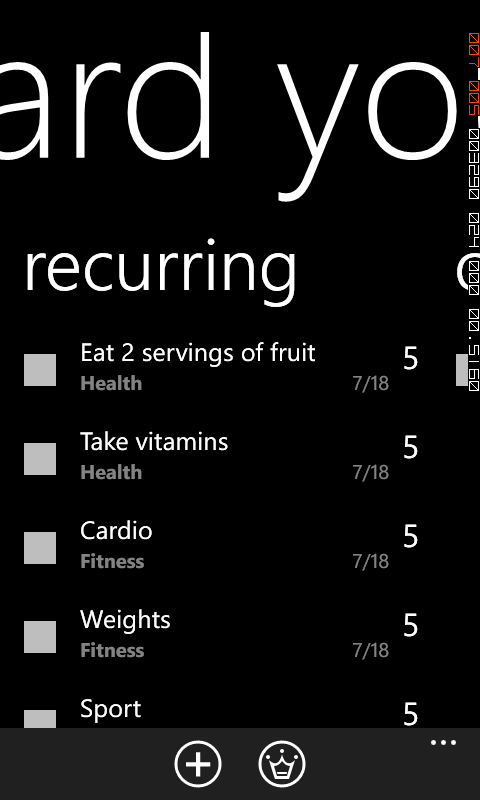 ard yo
recurring
Eat 2 servings of fruit
5
Health
7/18
Take vitamins
5
Health
7/18
Cardio
5
Fitness
7/18
Weights
5
Fitness
7/18
Sport
5